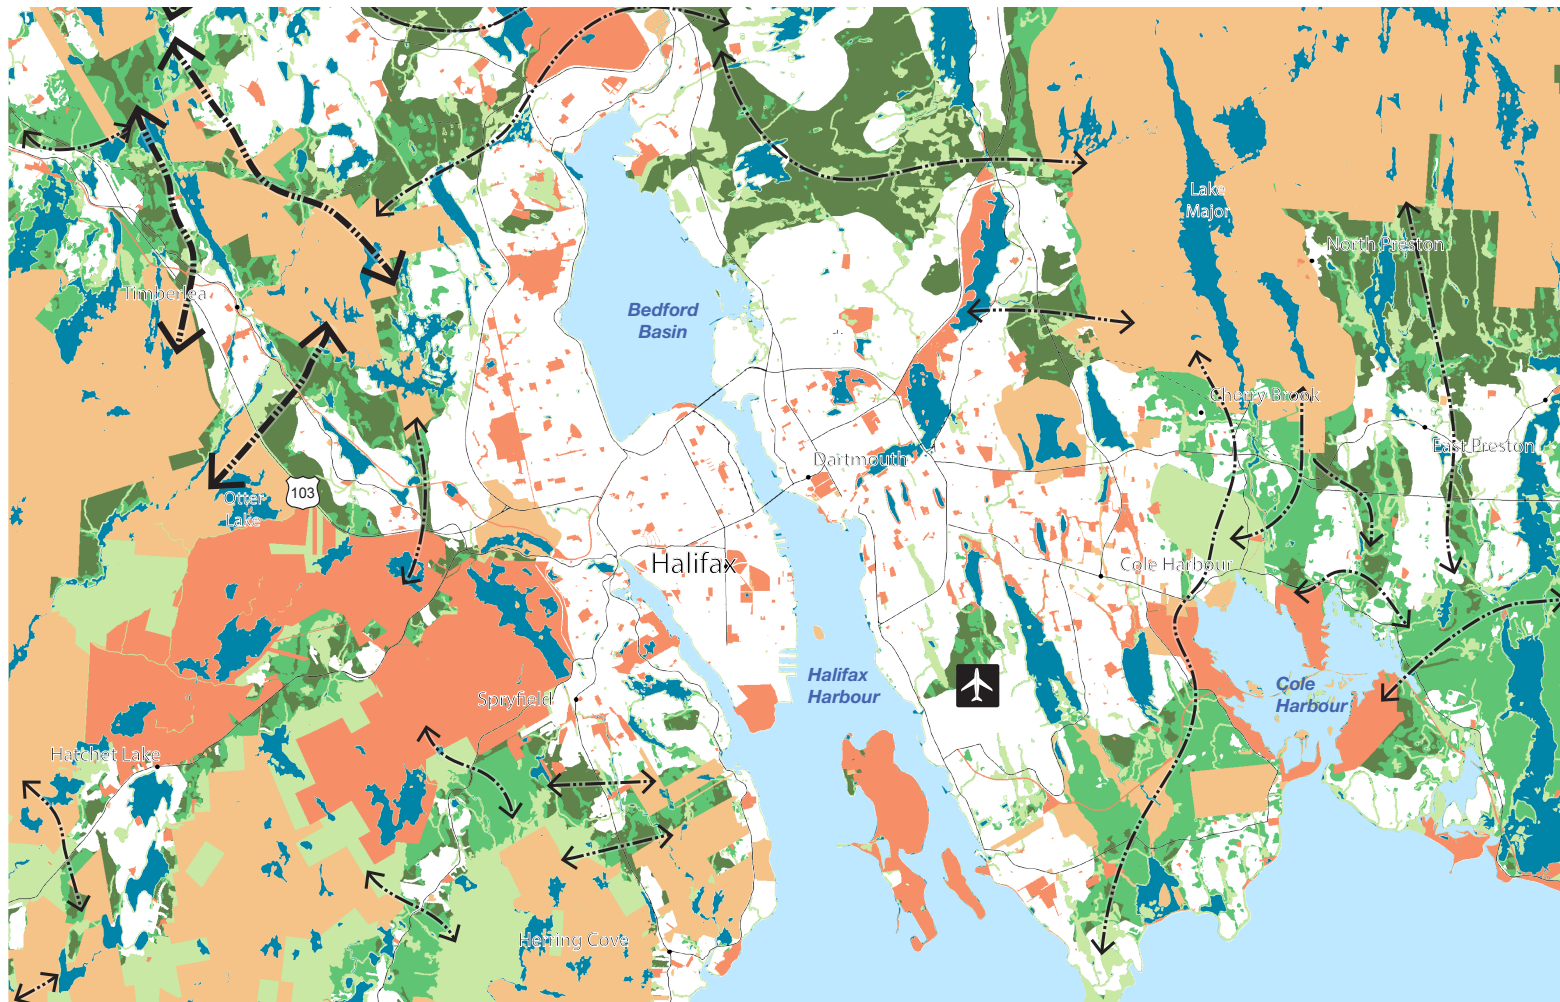 Lake
Major
North Preston
Timberlea
Bedford
Basin
Cherry Brook
East Preston
Dartmouth
103
Otter
Lake
Halifax
Cole Harbour
Halifax
Harbour
Cole
Harbour
Spryfield
Hatchet Lake
Herring Cove